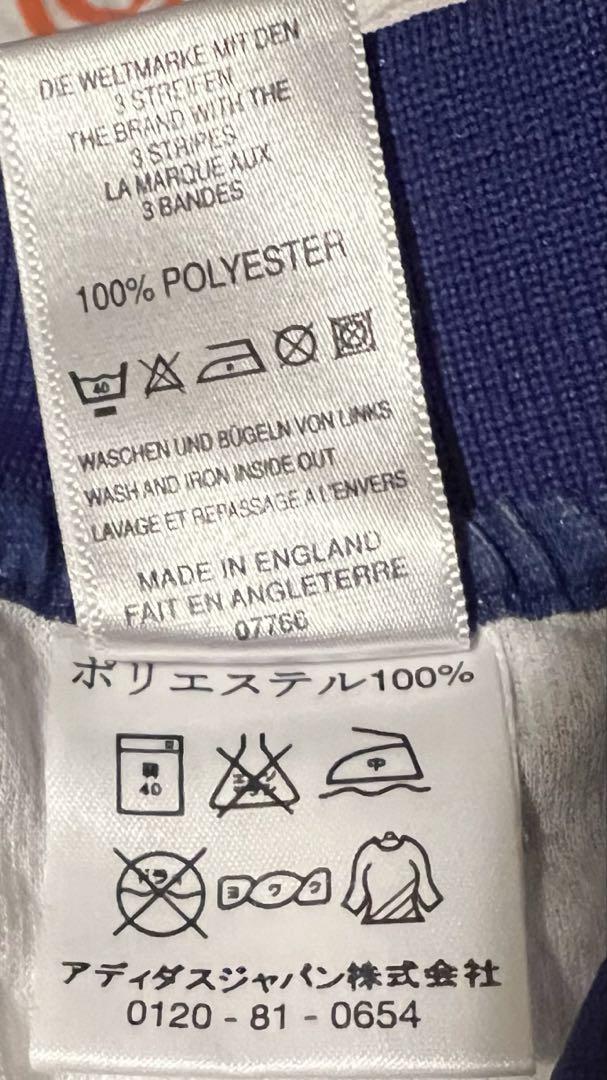 DIE WELTMARKE MIT DEN
3 STREIFEN
THE BRAND WITH THE
3 STRIPES
LA MARQUE AUX
3 BANDES
100% POLYESTER
40
WASCHEN UND BÜGELN VON LINKS
WASH AND IRON INSIDE OUT
LAVAGE ET REPASSAGE A L'ENVERS
MADE IN ENGLAND
FAIT EN ANGLETERRE
07766
ポリエステル100%
40
中
ドライ
ヨワク
アディダスジャパン株式会社
0120 - 81 - 0654